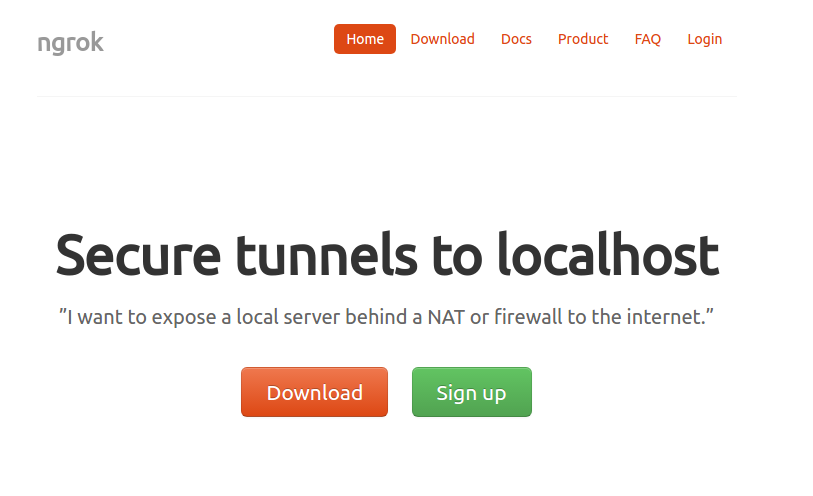 ngrok
Home Download Docs Product FAQ Login
Secure tunnels to localhost
”I want to expose a local server behind a NAT or firewall to the internet.”
Download Sign up